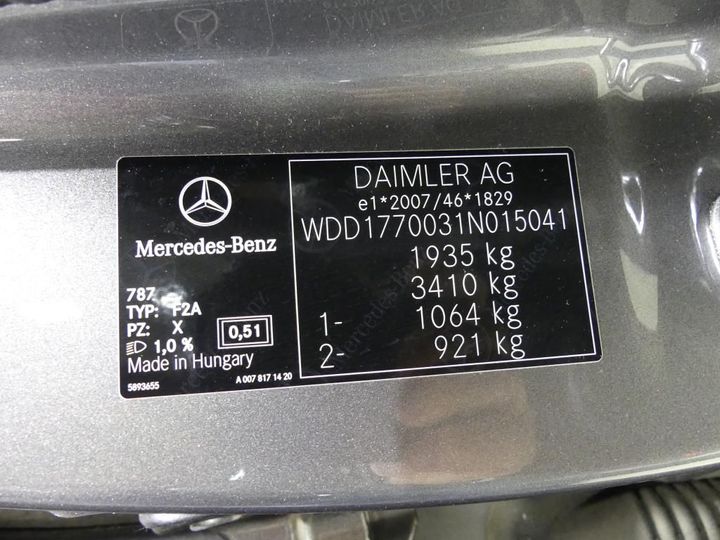 DAIMLER AG
e1*2007/46*1829
WDD1770031N015041
1935 kg
3410 kg
1- 1064 kg
2- 921 kg
Mercedes-Benz
787
TYP: F2A
PZ: X
1,0 % 0,51
Made in Hungary
5893655 A 007 817 14 20